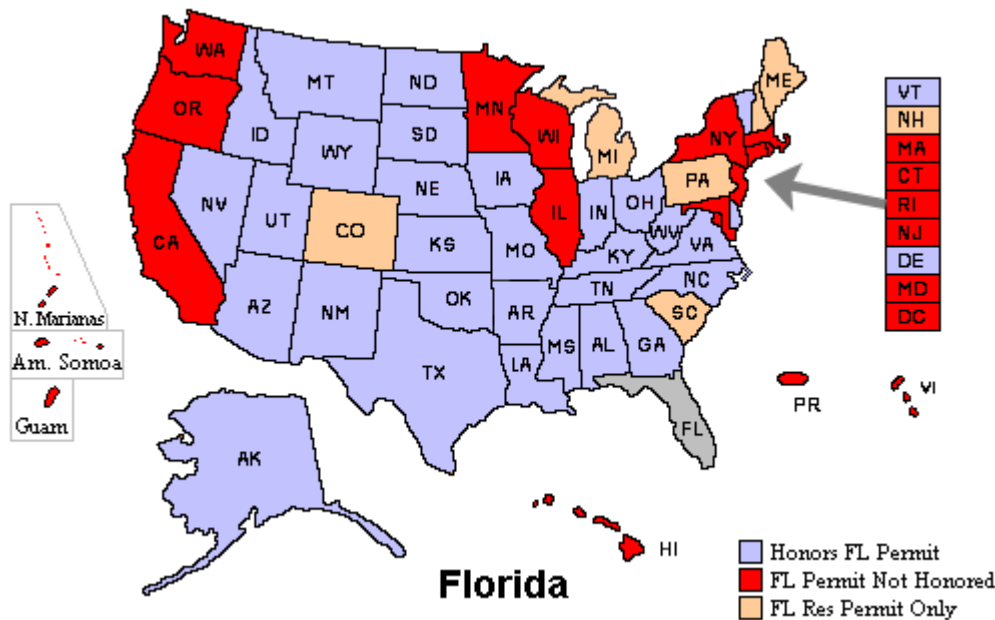 WA
MT
ND
MN
ME
OR
ID
SD
WI
NY
WY
MI
VT
NH
MA
CT
RI
NJ
DE
MD
DC
NV
UT
CO
NE
IA
IL
IN
OH
PA
WV
VA
CA
KS
MO
KY
NC
AZ
NM
OK
AR
TN
SC
TX
LA
MS
AL
GA
FL
N. Marianas
Am. Somoa
Guam
PR
VI
AK
HI
Florida
Honors FL Permit
FL Permit Not Honored
FL Res Permit Only